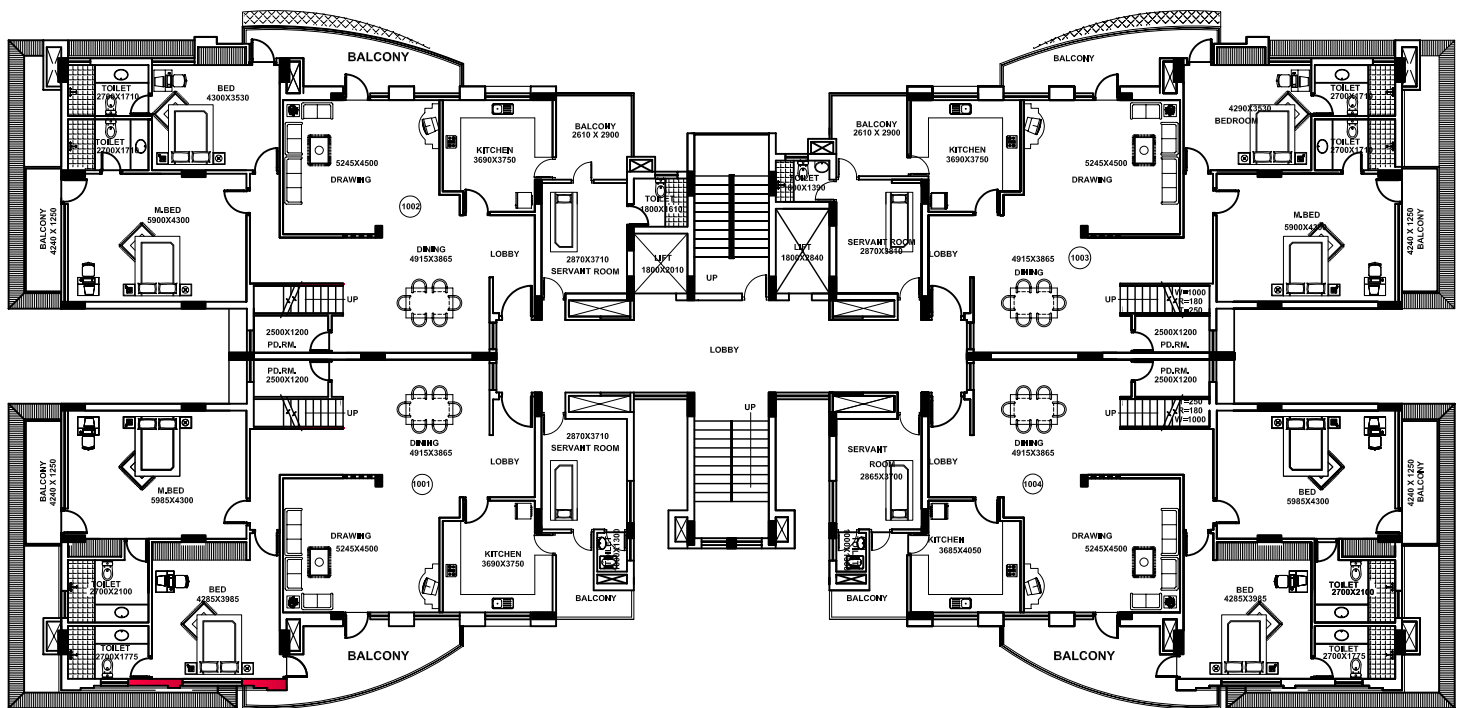 BALCONY
TOILET
2700X1710
BED
4300X3530
TOILET
2700X1710
5245X4500
DRAWING
KITCHEN
3690X3750
BALCONY
2610 X 2900
M.BED
5900X4300
BALCONY
4240 X 1250
1002
DINING
4915X3865
LOBBY
2870X3710
SERVANT ROOM
TOILET
1800X1610
LIFT
1800X2010
UP
UP
2500X1200
PD.RM.
BALCONY
BALCONY
2610 X 2900
KITCHEN
3690X3750
5245X4500
DRAWING
4290X3530
BEDROOM
TOILET
2700X1710
TOILET
2700X1710
TOILET
LIFT
1800X2840
SERVANT ROOM
2870X3810
LOBBY
4915X3865
DINING
1003
M.BED
BALCONY
4240 X 1250
UP
W=1000
R=180
2500X1200
PD.RM.
LOBBY
PD.RM.
2500X1200
UP
DINING
4915X3865
LOBBY
1001
M.BED
5985X4300
BALCONY
4240 X 1250
2870X3710
SERVANT ROOM
UP
DRAWING
5245X4500
KITCHEN
3690X3750
TOILET
2700X2100
BED
4285X3985
TOILET
2700X1775
BALCONY
BALCONY
PD.RM.
2500X1200
UP
R=180
W=1000
DINING
4915X3865
LOBBY
1004
SERVANT
ROOM
2865X3700
BED
5985X4300
BALCONY
4240 X 1250
KITCHEN
3685X4050
DRAWING
5245X4500
BED
4285X3985
TOILET
2700X2100
TOILET
2700X1775
BALCONY
BALCONY